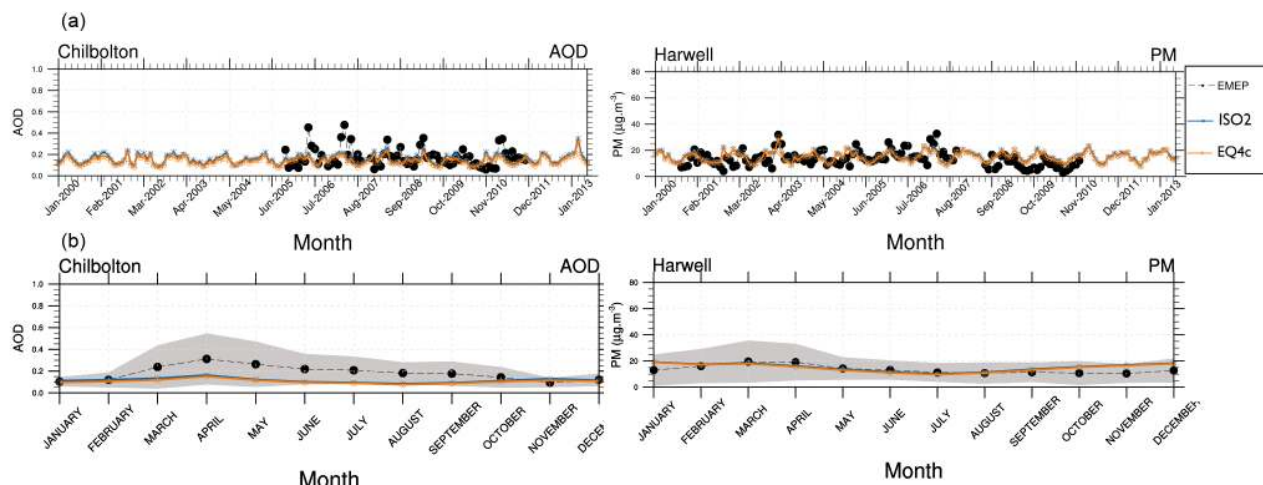 (a)
Chilbolton AOD
Harwell PM
1.0
0.8
0.6
0.4
0.2
0.0
AOD
Jan-2000 Feb-2001 Mar-2002 Apr-2003 May-2004 Jun-2005 Jul-2006 Aug-2007 Sep-2008 Oct-2009 Nov-2010 Dec-2011 Jan-2013
Month
80
60
40
20
0
PM (µg.m-3)
Jan-2000 Feb-2001 Mar-2002 Apr-2003 May-2004 Jun-2005 Jul-2006 Aug-2007 Sep-2008 Oct-2009 Nov-2010 Dec-2011 Jan-2013
Month
EMEP
ISO2
EQ4c
(b)
Chilbolton AOD
Harwell PM
1.0
0.8
0.6
0.4
0.2
0.0
AOD
JANUARY FEBRUARY MARCH APRIL MAY JUNE JULY AUGUST SEPTEMBER OCTOBER NOVEMBER DECEM
Month
80
60
40
20
0
PM (µg.m-3)
JANUARY FEBRUARY MARCH APRIL MAY JUNE JULY AUGUST SEPTEMBER OCTOBER NOVEMBER DECEMBE
Month